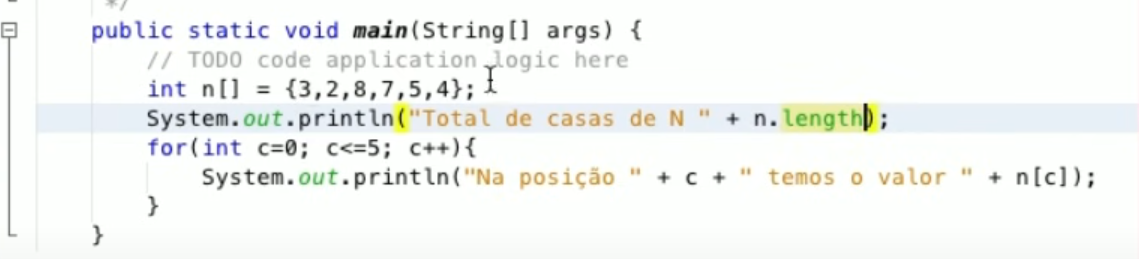 */
public static void main(String[] args) {
// TODO code application logic here
int n[] = {3,2,8,7,5,4};
System.out.println("Total de casas de N " + n.length);
for(int c=0; c<=5; c++){
System.out.println("Na posição " + c + " temos o valor " + n[c]);
}
}